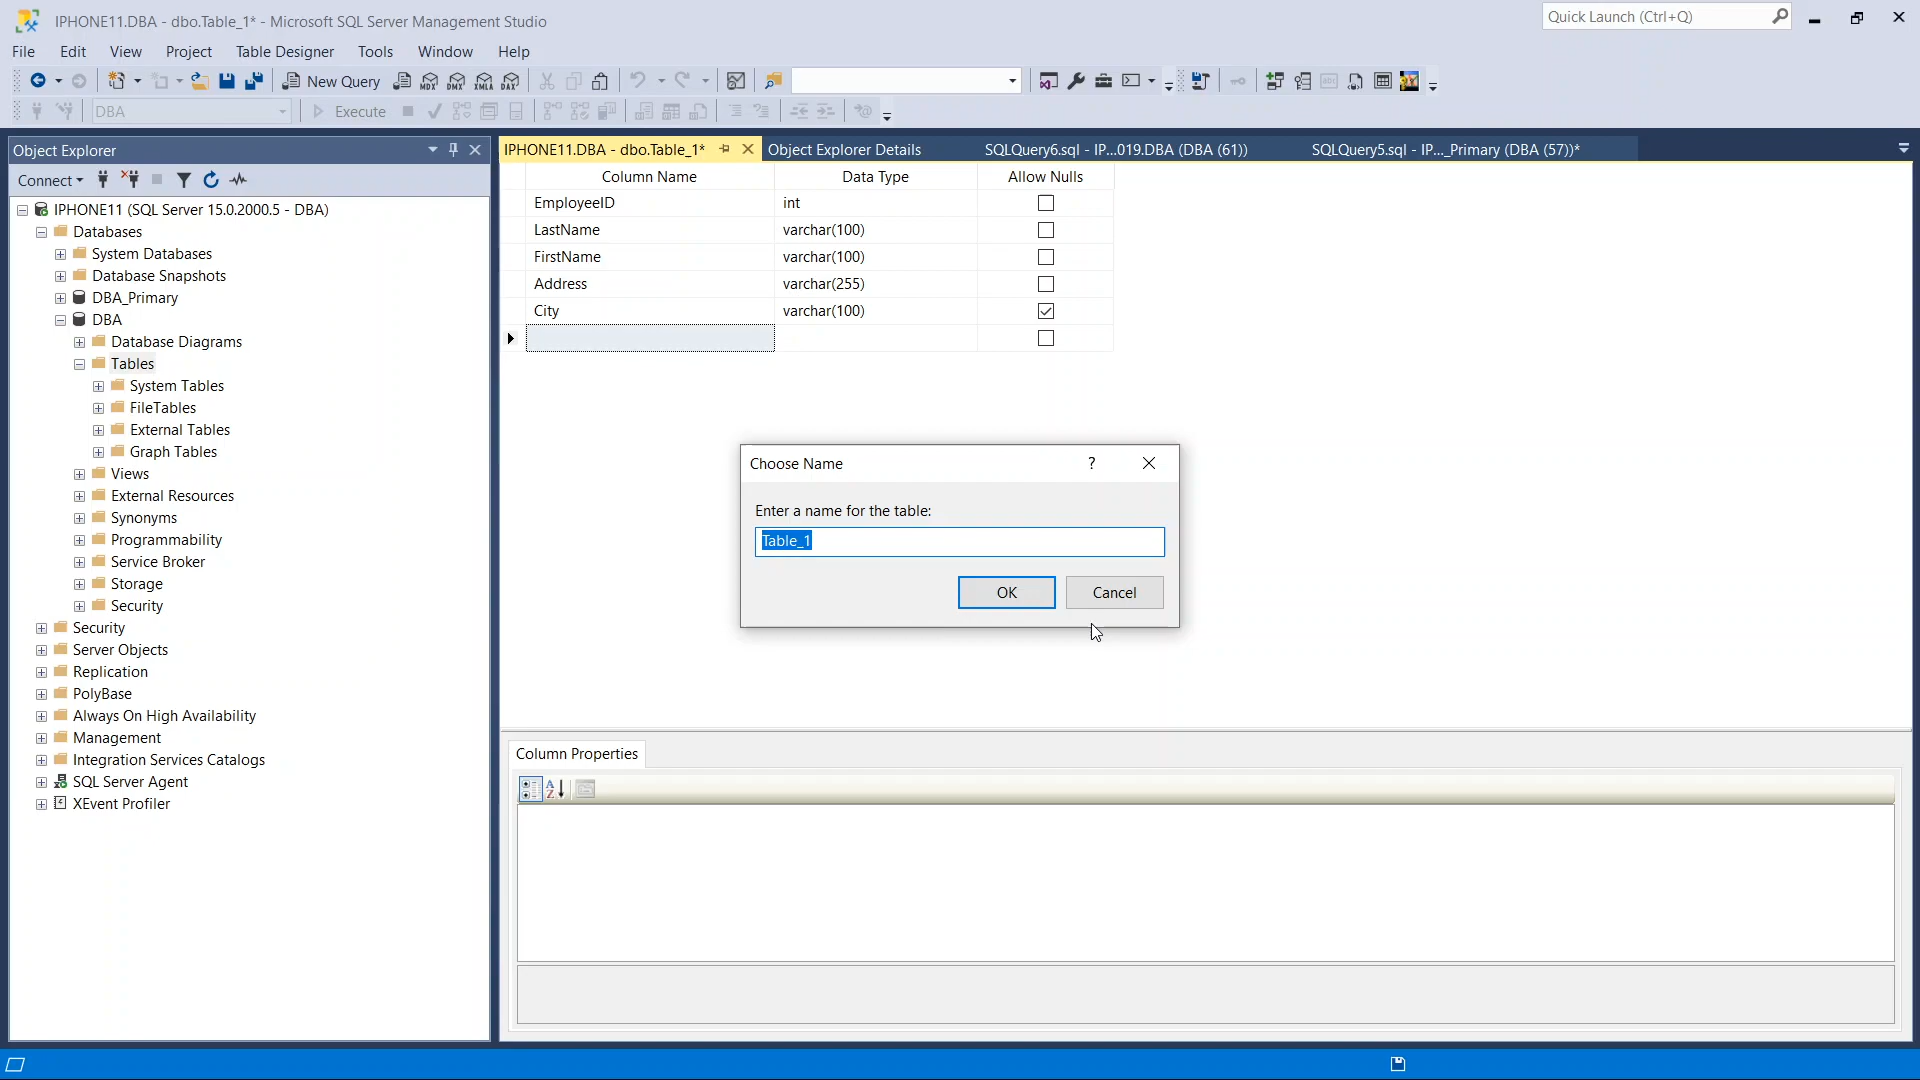 IPHONE11.DBA - dbo.Table_1* - Microsoft SQL Server Management Studio
Quick Launch (Ctrl+Q)
File Edit View Project Table Designer Tools Window Help
New Query MDX DMX XMLA DAX
DBA Execute
Object Explorer
Connect
IPHONE11 (SQL Server 15.0.2000.5 - DBA)
Databases
System Databases
Database Snapshots
DBA_Primary
DBA
Database Diagrams
Tables
System Tables
FileTables
External Tables
Graph Tables
Views
External Resources
Synonyms
Programmability
Service Broker
Storage
Security
Security
Server Objects
Replication
PolyBase
Always On High Availability
Management
Integration Services Catalogs
SQL Server Agent
XEvent Profiler
IPHONE11.DBA - dbo.Table_1* Object Explorer Details SQLQuery6.sql - IP...019.DBA (DBA (61)) SQLQuery5.sql - IP..._Primary (DBA (57))*
Column Name Data Type Allow Nulls
EmployeeID int
LastName varchar(100)
FirstName varchar(100)
Address varchar(255)
City varchar(100)
Choose Name ?
Enter a name for the table:
Table_1
OK Cancel
Column Properties